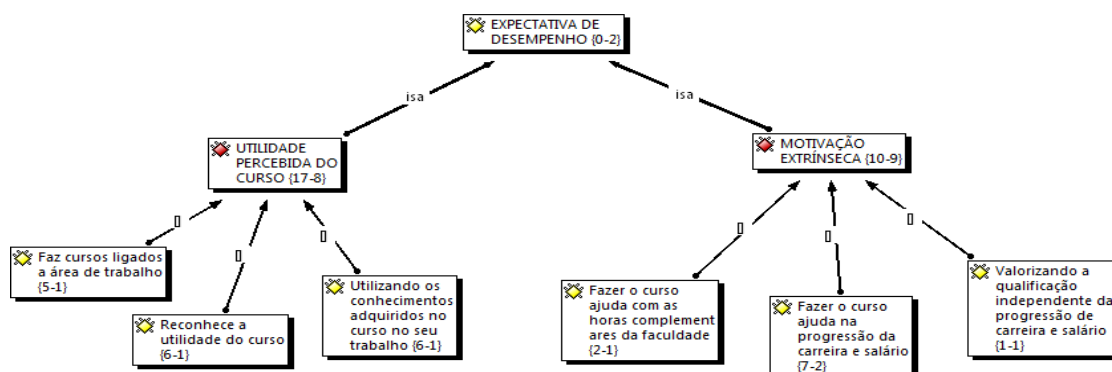 EXPECTATIVA DE
DESEMPENHO {0-2}
isa
isa
UTILIDADE
PERCEBIDA DO
CURSO {17-8}
MOTIVAÇÃO
EXTRÍNSECA {10-9}
[]
[]
[]
[]
[]
[]
Faz cursos ligados
a área de trabalho
{5-1}
Reconhece a
utilidade do curso
{6-1}
Utilizando os
conhecimentos
adquiridos no
curso no seu
trabalho {6-1}
Fazer o curso
ajuda com as
horas complement
ares da faculdade
{2-1}
Fazer o curso
ajuda na
progressão da
carreira e salário
{7-2}
Valorizando a
qualificação
independente da
progressão de
carreira e salário
{1-1}